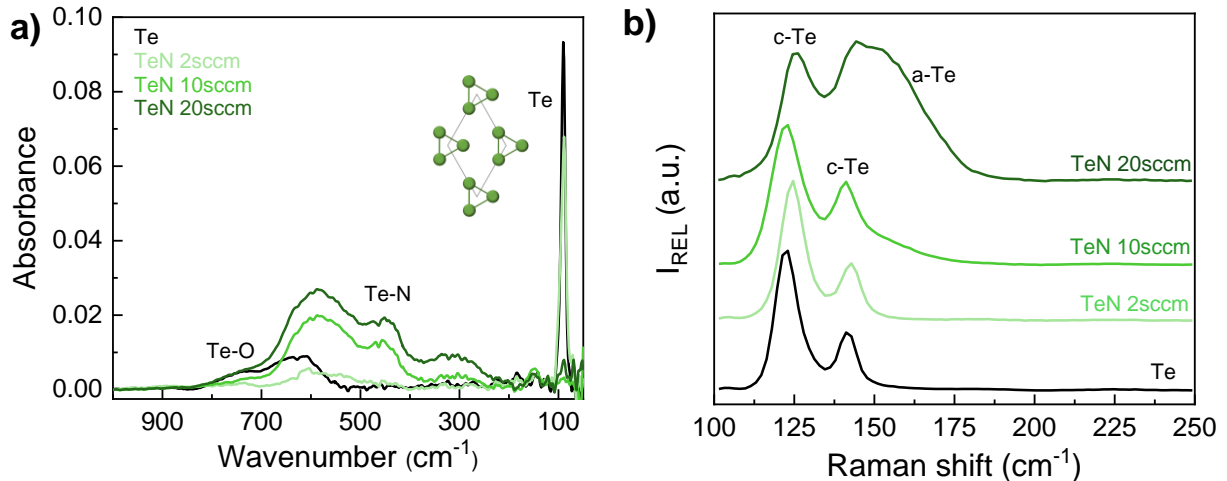 a)
Te
TeN 2sccm
TeN 10sccm
TeN 20sccm
Te
Te-N
Te-O
0.10
0.08
0.06
0.04
0.02
0.00
Absorbance
900 700 500 300 100
Wavenumber (cm⁻¹)
b)
c-Te
a-Te
TeN 20sccm
c-Te
TeN 10sccm
TeN 2sccm
Te
I_REL (a.u.)
100 125 150 175 200 225 250
Raman shift (cm⁻¹)